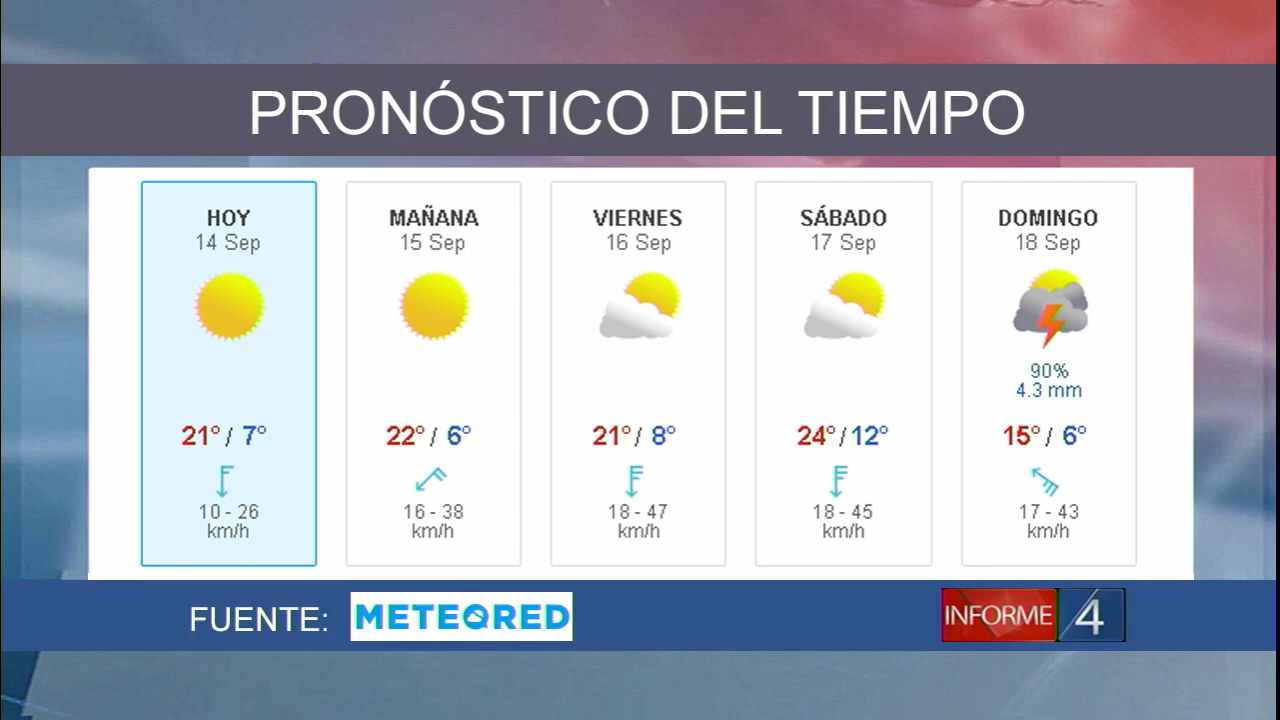 PRONÓSTICO DEL TIEMPO
HOY
14 Sep
21° / 7°
10 - 26
km/h
MAÑANA
15 Sep
22° / 6°
16 - 38
km/h
VIERNES
16 Sep
21° / 8°
18 - 47
km/h
SÁBADO
17 Sep
24° / 12°
18 - 45
km/h
DOMINGO
18 Sep
90%
4.3 mm
15° / 6°
17 - 43
km/h
FUENTE: METEORED
INFORME 4